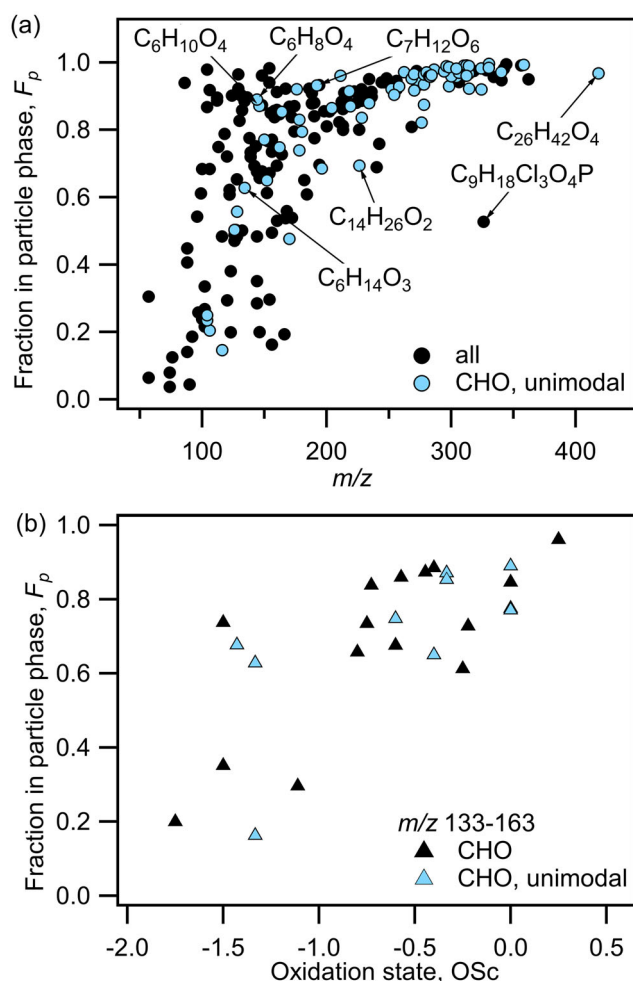 (a)
C₆H₁₀O₄ C₆H₈O₄ C₇H₁₂O₆
1.0
0.8
0.6
0.4
0.2
0.0
Fraction in particle phase, Fₚ
C₂₆H₄₂O₄
C₉H₁₈Cl₃O₄P
C₁₄H₂₆O₂
C₆H₁₄O₃
all
CHO, unimodal
100 200 300 400
m/z
(b)
1.0
0.8
0.6
0.4
0.2
0.0
Fraction in particle phase, Fₚ
m/z 133-163
CHO
CHO, unimodal
-2.0 -1.5 -1.0 -0.5 0.0 0.5
Oxidation state, OSc